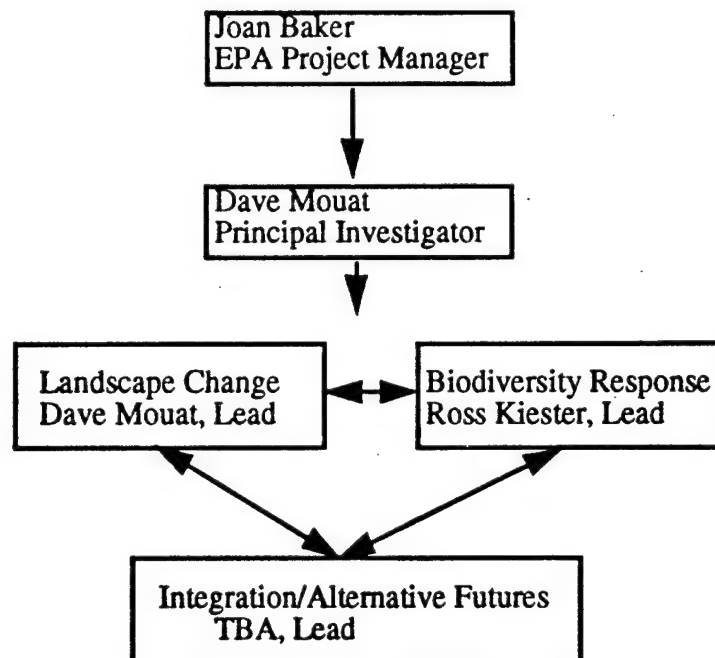 Joan Baker
EPA Project Manager
Dave Mouat
Principal Investigator
Landscape Change
Dave Mouat, Lead
Biodiversity Response
Ross Kiester, Lead
Integration/Alternative Futures
TBA, Lead